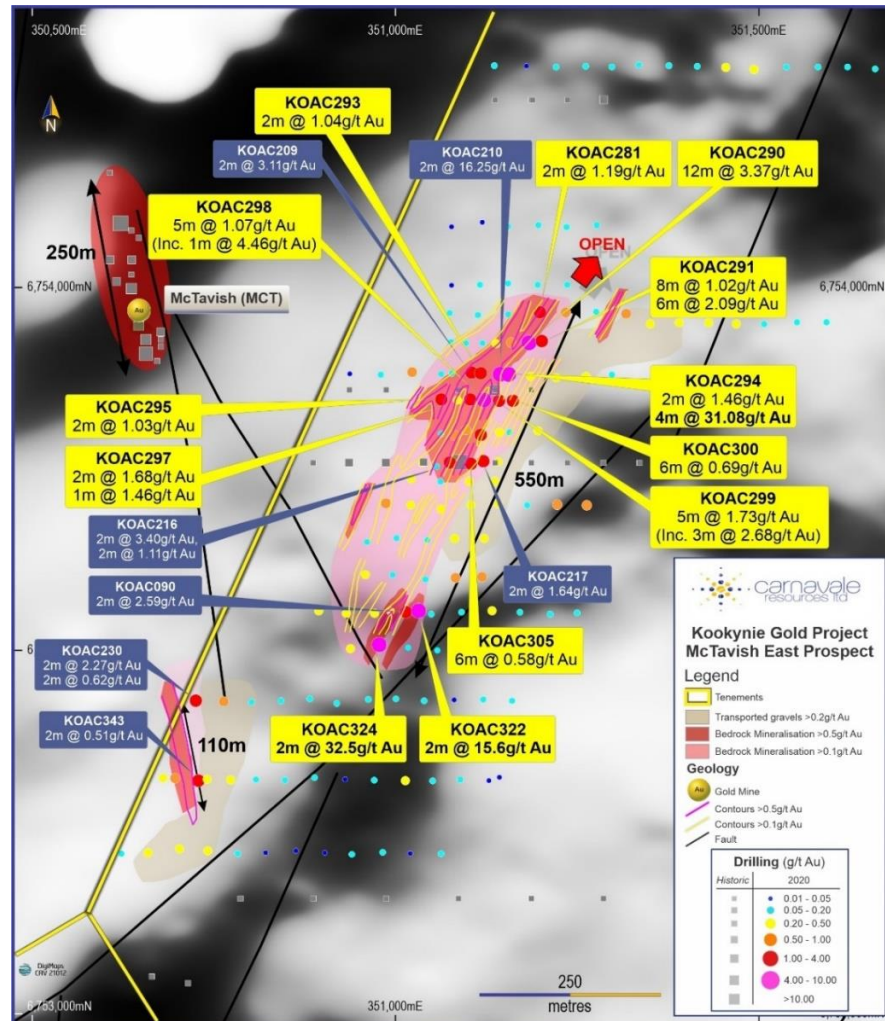 350,500mE
351,000mE
351,500mE
N
KOAC293
2m @ 1.04g/t Au
KOAC209
2m @ 3.11g/t Au
KOAC210
2m @ 16.25g/t Au
KOAC281
2m @ 1.19g/t Au
KOAC290
12m @ 3.37g/t Au
KOAC298
5m @ 1.07g/t Au
(Inc. 1m @ 4.46g/t Au)
250m
OPEN
OPEN
6,754,000mN
6,754,000mN
KOAC291
8m @ 1.02g/t Au
6m @ 2.09g/t Au
Au
McTavish (MCT)
KOAC295
2m @ 1.03g/t Au
KOAC294
2m @ 1.46g/t Au
4m @ 31.08g/t Au
KOAC297
2m @ 1.68g/t Au
1m @ 1.46g/t Au
KOAC300
6m @ 0.69g/t Au
550m
KOAC299
5m @ 1.73g/t Au
(Inc. 3m @ 2.68g/t Au)
KOAC216
2m @ 3.40g/t Au,
2m @ 1.11g/t Au
KOAC090
2m @ 2.59g/t Au
KOAC217
2m @ 1.64g/t Au
KOAC305
6m @ 0.58g/t Au
KOAC230
2m @ 2.27g/t Au
2m @ 0.62g/t Au
KOAC343
2m @ 0.51g/t Au
110m
KOAC324
2m @ 32.5g/t Au
KOAC322
2m @ 15.6g/t Au
carnavale
resources ltd
Kookynie Gold Project
McTavish East Prospect
Legend
Tenements
Transported gravels >0.2g/t Au
Bedrock Mineralisation >0.5g/t Au
Bedrock Mineralisation >0.1g/t Au
Geology
Au
Gold Mine
Contours >0.5g/t Au
Contours >0.1g/t Au
Fault
Drilling (g/t Au)
Historic 2020
0.01 - 0.05
0.05 - 0.20
0.20 - 0.50
0.50 - 1.00
1.00 - 4.00
4.00 - 10.00
>10.00
DigiMaps
CRV 21012
250
metres
6,753,000mN
351,000mE